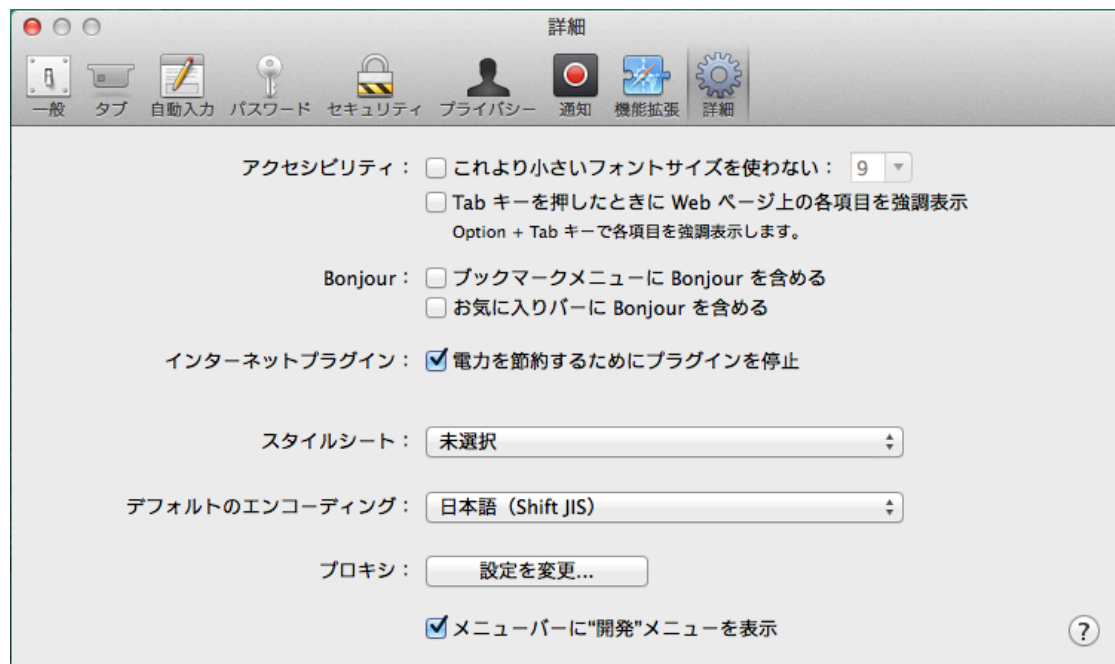 詳細
一般 タブ 自動入力 パスワード セキュリティ プライバシー 通知 機能拡張 詳細
アクセシビリティ： これより小さいフォントサイズを使わない： 9
Tab キーを押したときに Web ページ上の各項目を強調表示
Option + Tab キーで各項目を強調表示します。
Bonjour： ブックマークメニューに Bonjour を含める
お気に入りバーに Bonjour を含める
インターネットプラグイン： 電力を節約するためにプラグインを停止
スタイルシート： 未選択
デフォルトのエンコーディング： 日本語（Shift JIS）
プロキシ： 設定を変更...
メニューバーに“開発”メニューを表示 ?